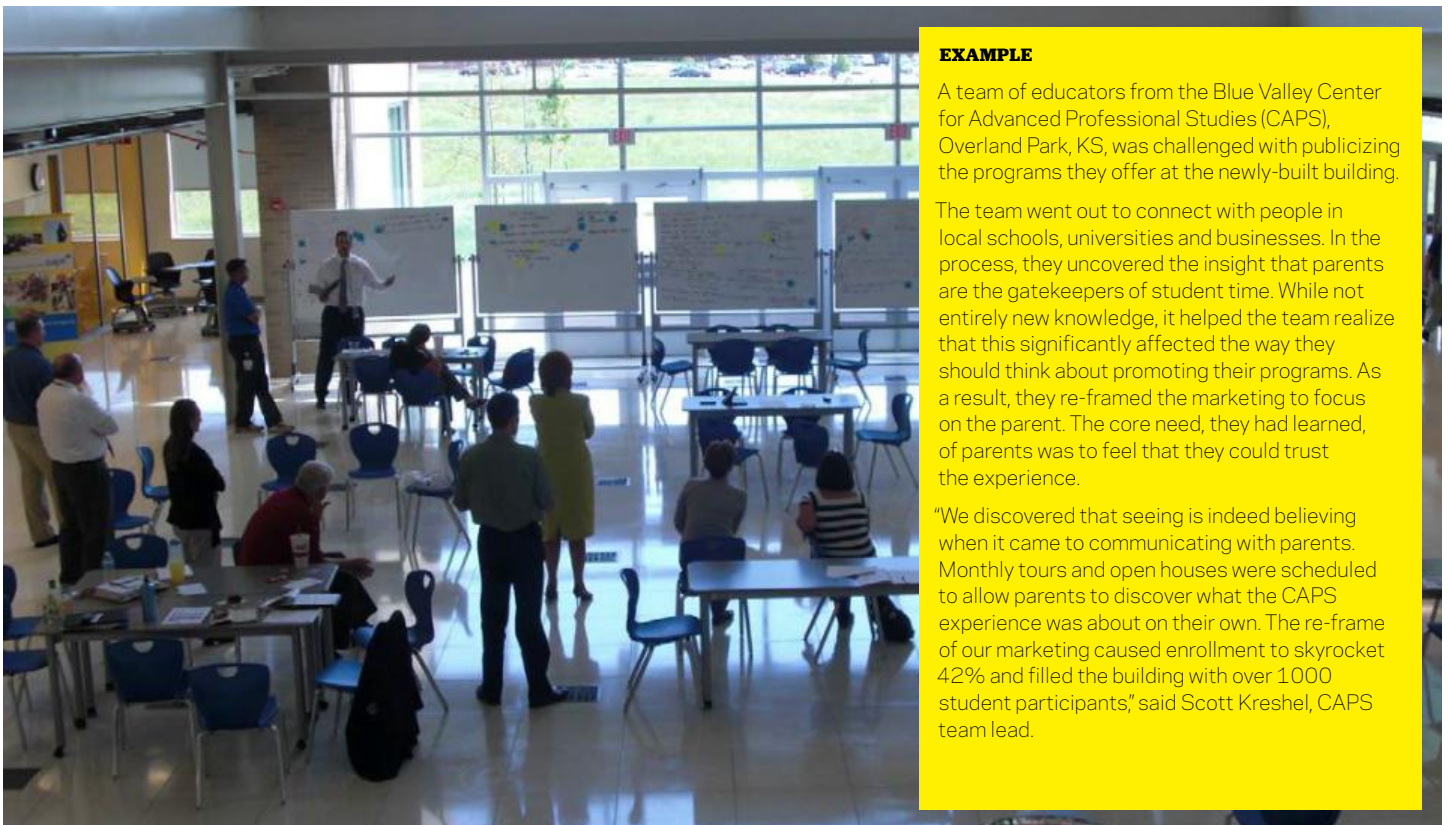 EXAMPLE
A team of educators from the Blue Valley Center
for Advanced Professional Studies (CAPS),
Overland Park, KS, was challenged with publicizing
the programs they offer at the newly-built building.
The team went out to connect with people in
local schools, universities and businesses. In the
process, they uncovered the insight that parents
are the gatekeepers of student time. While not
entirely new knowledge, it helped the team realize
that this significantly affected the way they
should think about promoting their programs. As
a result, they re-framed the marketing to focus
on the parent. The core need, they had learned,
of parents was to feel that they could trust
the experience.
“We discovered that seeing is indeed believing
when it came to communicating with parents.
Monthly tours and open houses were scheduled
to allow parents to discover what the CAPS
experience was about on their own. The re-frame
of our marketing caused enrollment to skyrocket
42% and filled the building with over 1000
student participants,” said Scott Kreshel, CAPS
team lead.
EXIT
EXIT